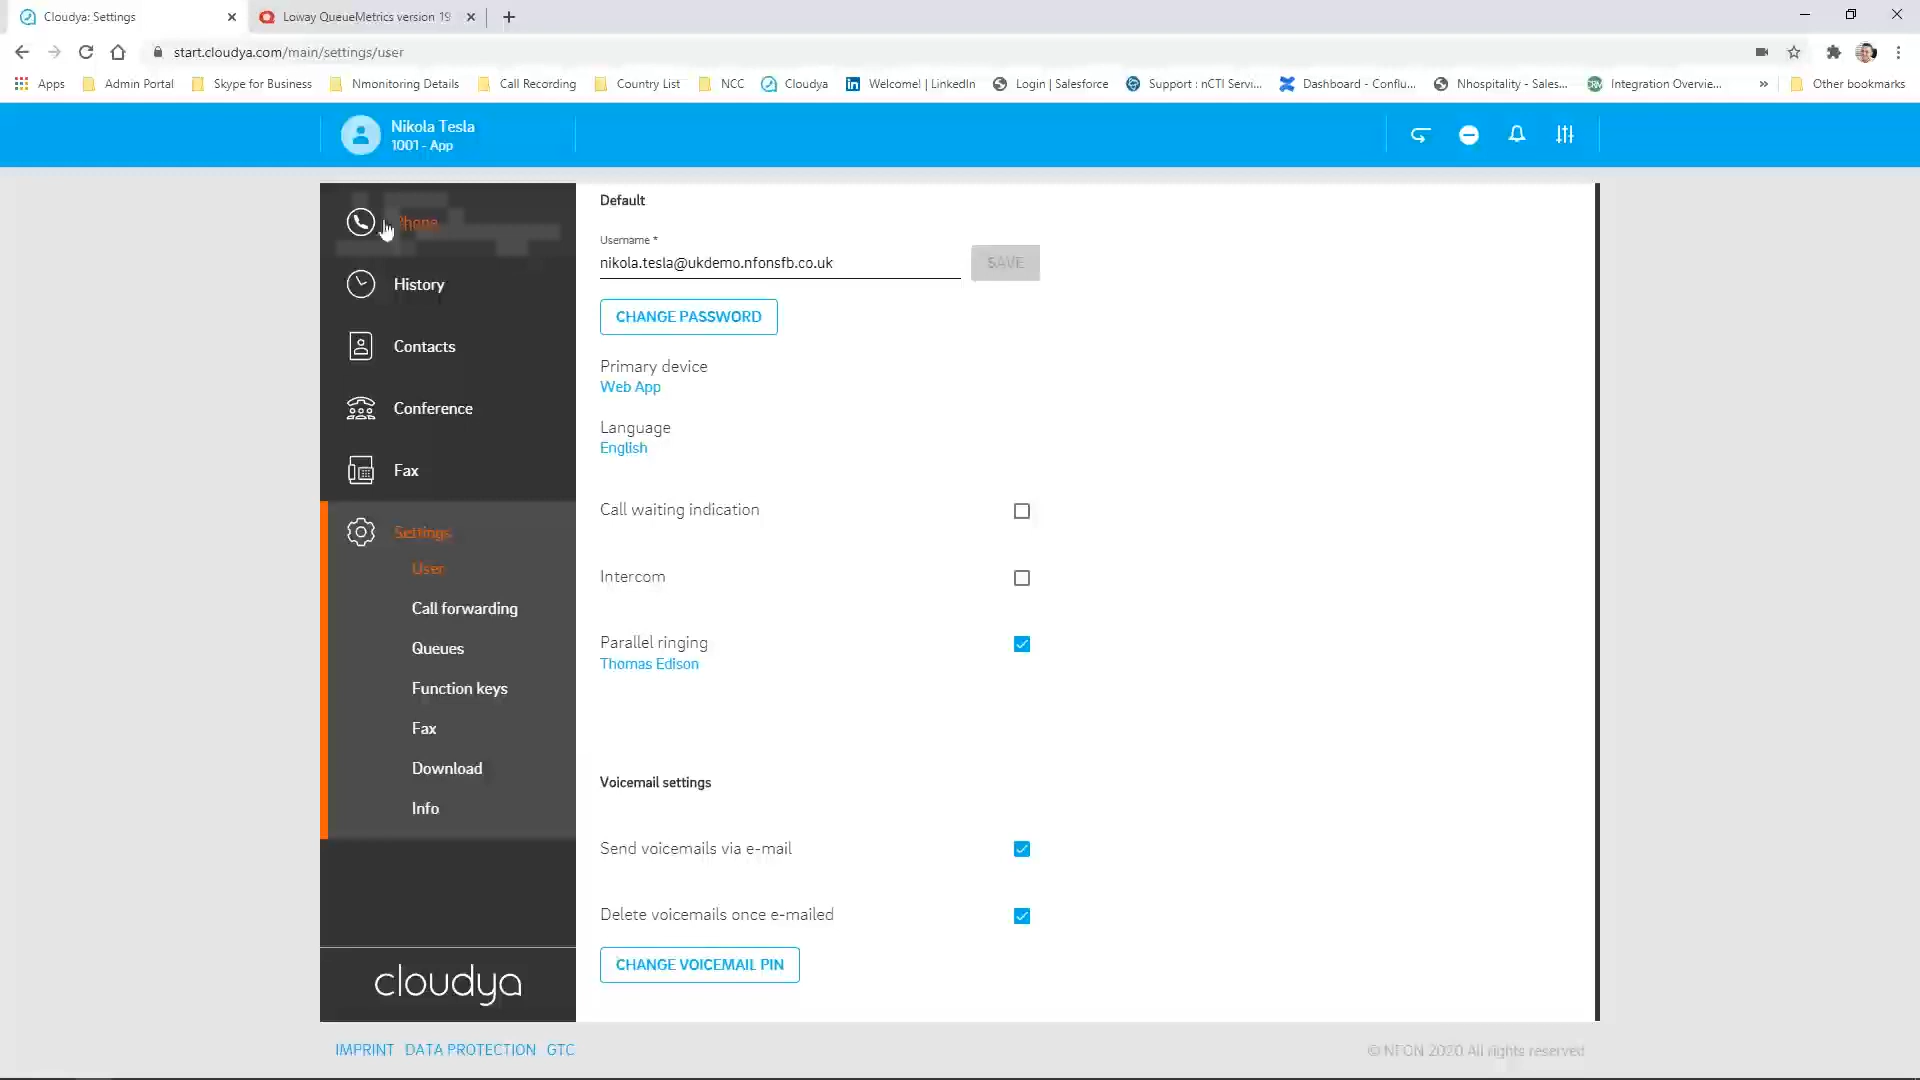 Cloudya: Settings
Loway QueueMetrics version 19
start.cloudya.com/main/settings/user
Apps
Admin Portal
Skype for Business
Nmonitoring Details
Call Recording
Country List
NCC
Cloudya
Welcome! | LinkedIn
Login | Salesforce
Support : nCTI Servi...
Dashboard - Conflu...
Nhospitality - Sales...
Integration Overvie...
Other bookmarks
Nikola Tesla
1001 - App
Phone
History
Contacts
Conference
Fax
Settings
User
Call forwarding
Queues
Function keys
Fax
Download
Info
cloudya
Default
Username *
nikola.tesla@ukdemo.nfonsfb.co.uk
SAVE
CHANGE PASSWORD
Primary device
Web App
Language
English
Call waiting indication
Intercom
Parallel ringing
Thomas Edison
Voicemail settings
Send voicemails via e-mail
Delete voicemails once e-mailed
CHANGE VOICEMAIL PIN
IMPRINT DATA PROTECTION GTC
© NFON 2020 All rights reserved